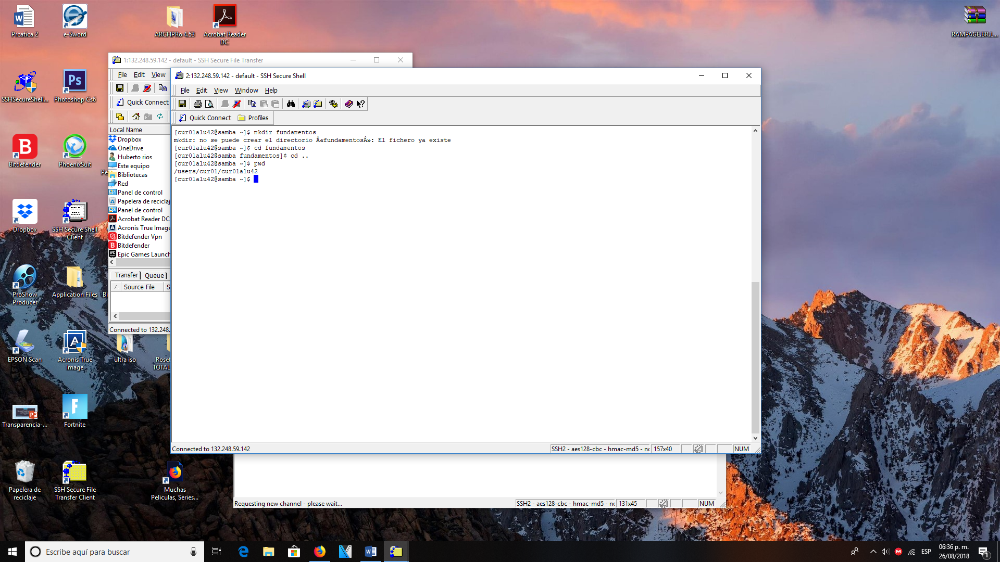 Prcatica 2
e-Sword
ARCHPRo 4.53
Acrobat Reader
DC
RAMPAGE.BR.L...
SSHSecureShell...
Photoshop Cs6
Bitdefender
PhoenixSuit
Pe
Dropbox
SSH Secure Shell
Client
ProShow
Producer
Application Files
Bi
EPSON Scan
Acronis True
Image
ultra iso
Roset
TOTAL
Transparencia-...
Fortnite
Papelera de
reciclaje
SSH Secure File
Transfer Client
Muchas
Peliculas, Series...
1:132.248.59.142 - default - SSH Secure File Transfer
File Edit View
Quick Connect
Local Name
Dropbox
OneDrive
Huberto rios
Este equipo
Bibliotecas
Red
Panel de control
Papelera de reciclaj
Panel de control
Acrobat Reader DC
Acronis True Image
Bitdefender Vpn
Bitdefender
Epic Games Launch
Transfer Queue
/ Source File S
Connected to 132.248.
2:132.248.59.142 - default - SSH Secure Shell
File Edit View Window Help
Quick Connect Profiles
[cur01alu42@samba ~]$ mkdir fundamentos
mkdir: no se puede crear el directorio Â«fundamentosÂ»: El fichero ya existe
[cur01alu42@samba ~]$ cd fundamentos
[cur01alu42@samba fundamentos]$ cd ..
[cur01alu42@samba ~]$ pwd
/users/cur01/cur01alu42
[cur01alu42@samba ~]$
Connected to 132.248.59.142
SSH2 - aes128-cbc - hmac-md5 - nc 157x40 NUM
Requesting new channel - please wait...
SSH2 - aes128-cbc - hmac-md5 - nc 131x45 NUM
Escribe aquí para buscar
ESP
06:36 p. m.
26/08/2018
1